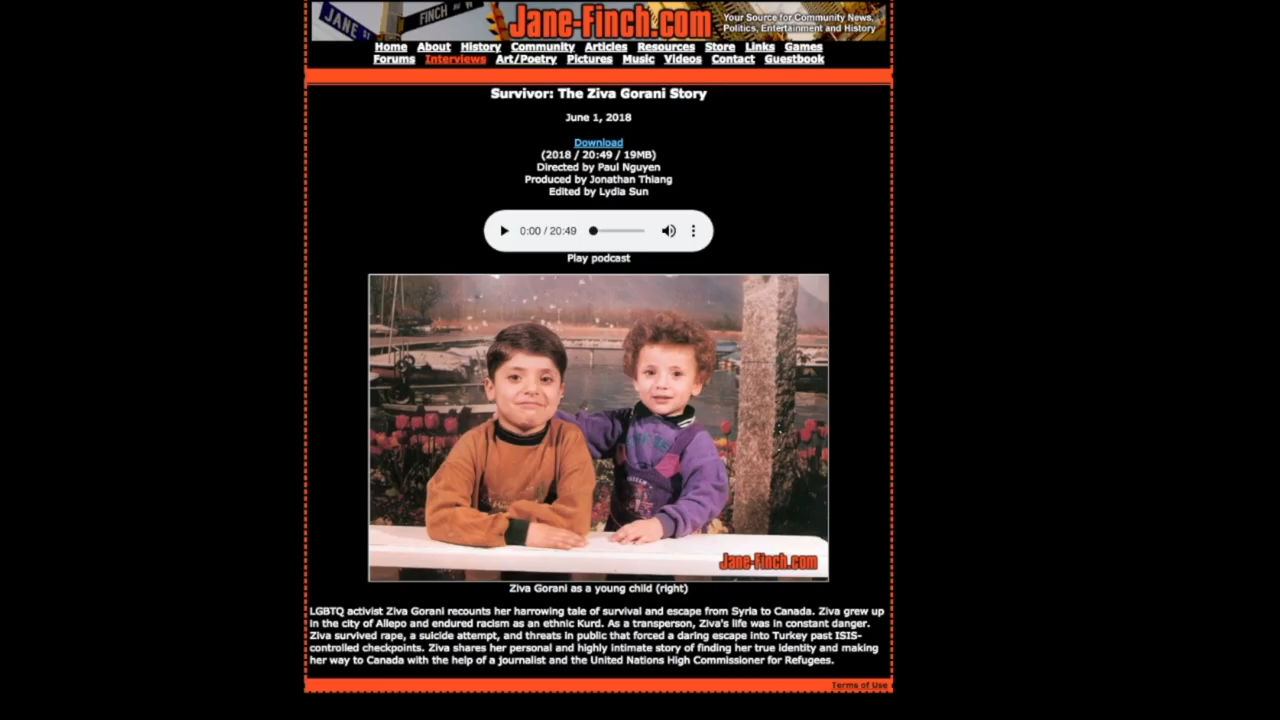 JANE ST
FINCH AV W
Jane-Finch.com
Your Source for Community News,
Politics, Entertainment and History
Home About History Community Articles Resources Store Links Games
Forums Interviews Art/Poetry Pictures Music Videos Contact Guestbook
Survivor: The Ziva Gorani Story
June 1, 2018
Download
(2018 / 20:49 / 19MB)
Directed by Paul Nguyen
Produced by Jonathan Thiang
Edited by Lydia Sun
0:00 / 20:49
Play podcast
Jane-Finch.com
Ziva Gorani as a young child (right)
LGBTQ activist Ziva Gorani recounts her harrowing tale of survival and escape from Syria to Canada. Ziva grew up
in the city of Allepo and endured racism as an ethnic Kurd. As a transperson, Ziva's life was in constant danger.
Ziva survived rape, a suicide attempt, and threats in public that forced a daring escape into Turkey past ISIS-
controlled checkpoints. Ziva shares her personal and highly intimate story of finding her true identity and making
her way to Canada with the help of a journalist and the United Nations High Commissioner for Refugees.
Terms of Use